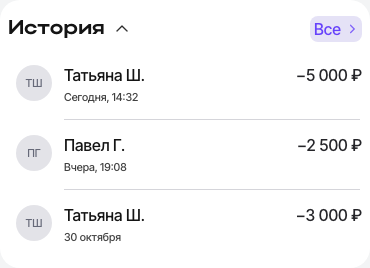 История
Все
ТШ
Татьяна Ш.
−5 000 ₽
Сегодня, 14:32
ПГ
Павел Г.
−2 500 ₽
Вчера, 19:08
ТШ
Татьяна Ш.
−3 000 ₽
30 октября